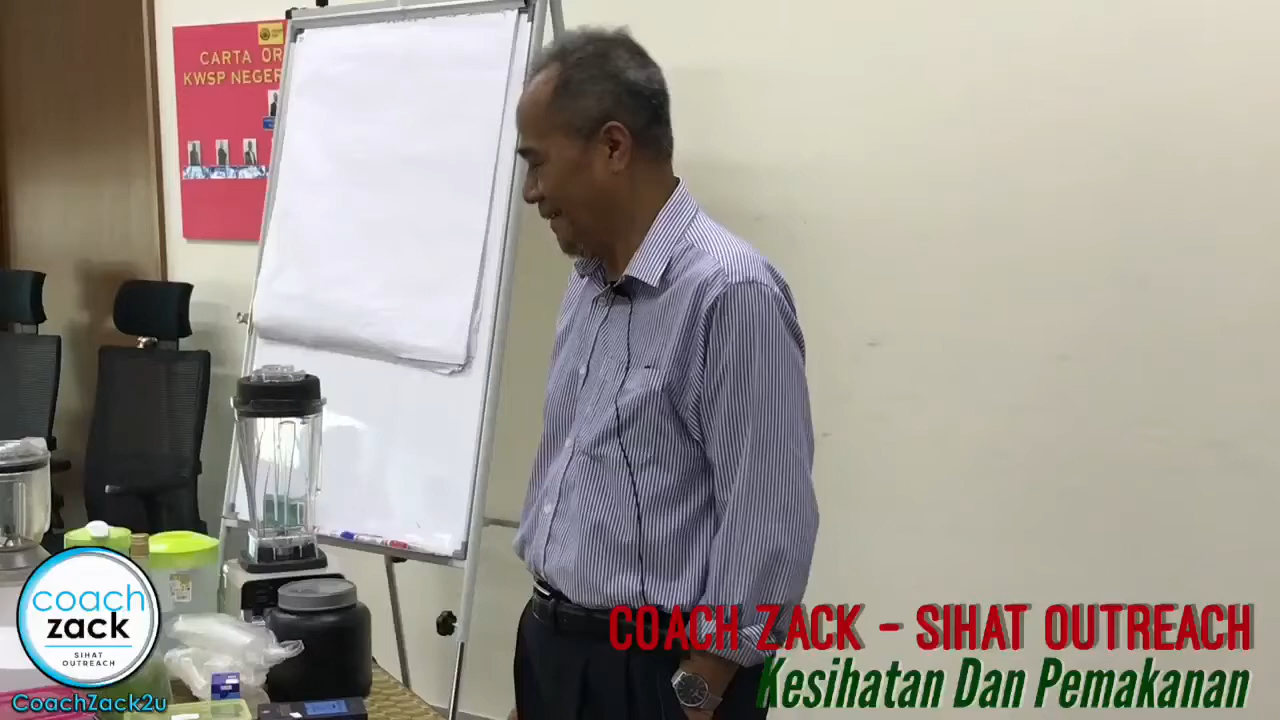 CARTA OR
KWSP NEGER
coach
zack
SIHAT
OUTREACH
CoachZack2u
COACH ZACK - SIHAT OUTREACH
Kesihatan Dan Pemakanan